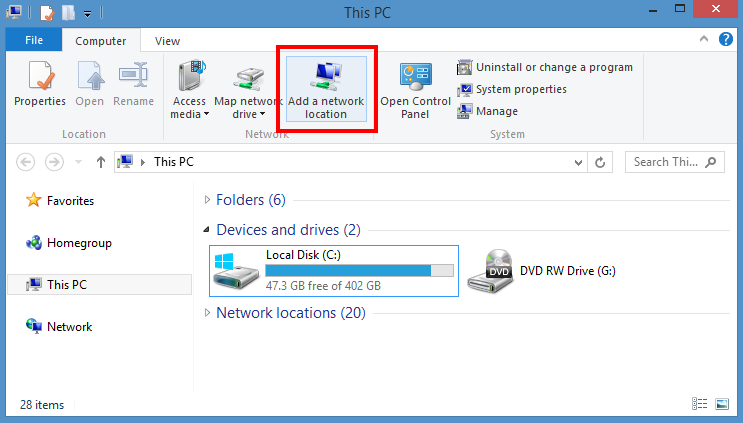 This PC
File
Computer
View
Properties
Open
Rename
Access
media
Map network
drive
Add a network
location
Open Control
Panel
Uninstall or change a program
System properties
Manage
Location
Network
System
This PC
Search Thi...
Favorites
Homegroup
This PC
Network
Folders (6)
Devices and drives (2)
Local Disk (C:)
47.3 GB free of 402 GB
DVD
DVD RW Drive (G:)
Network locations (20)
28 items